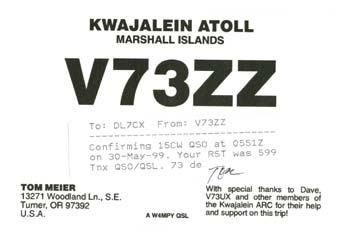 KWAJALEIN ATOLL
MARSHALL ISLANDS
V73ZZ
To: DL7CX From: V73ZZ
Confirming 15CW QSO at 0551Z
on 30-May-99. Your RST was 599
Tnx QSO/QSL. 73 de
Tom
TOM MEIER
13271 Woodland Ln., S.E.
Turner, OR 97392
U.S.A.
A W4MPY QSL
With special thanks to Dave,
V73UX and other members of
the Kwajalein ARC for their help
and support on this trip!